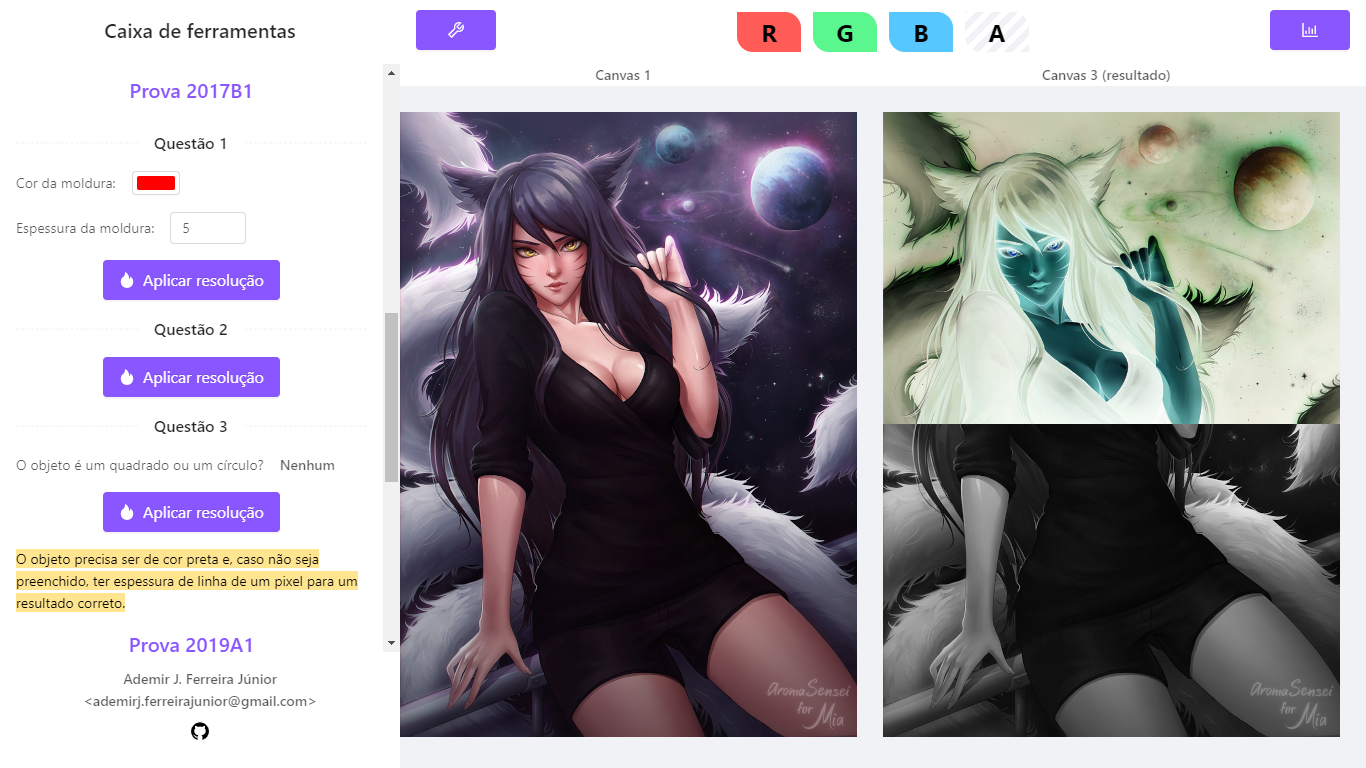 Caixa de ferramentas
Prova 2017B1
Questão 1
Cor da moldura:
Espessura da moldura: 5
Aplicar resolução
Questão 2
Aplicar resolução
Questão 3
O objeto é um quadrado ou um círculo? Nenhum
Aplicar resolução
O objeto precisa ser de cor preta e, caso não seja
preenchido, ter espessura de linha de um pixel para um
resultado correto.
Prova 2019A1
Ademir J. Ferreira Júnior
<ademirj.ferreirajunior@gmail.com>
R G B A
Canvas 1
Canvas 3 (resultado)
AromaSensei
for
Mia
AromaSensei
for
Mia